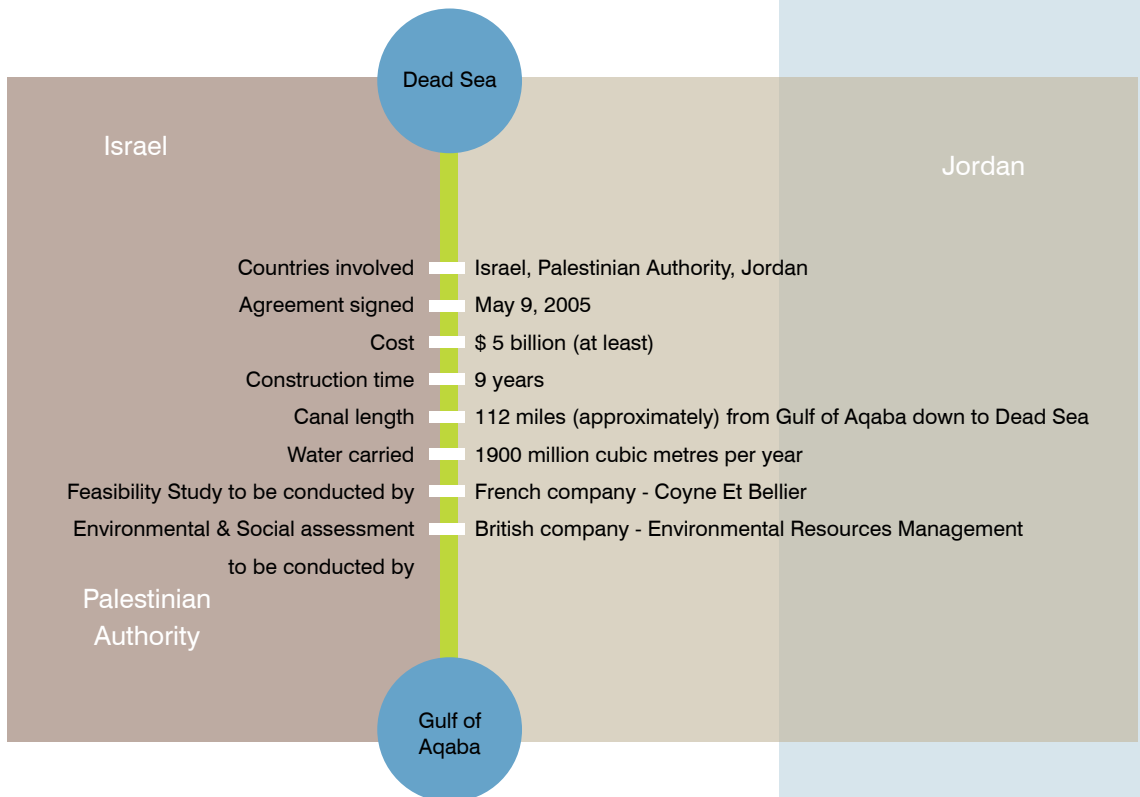 Dead Sea
Israel
Jordan
Countries involved Israel, Palestinian Authority, Jordan
Agreement signed May 9, 2005
Cost $ 5 billion (at least)
Construction time 9 years
Canal length 112 miles (approximately) from Gulf of Aqaba down to Dead Sea
Water carried 1900 million cubic metres per year
Feasibility Study to be conducted by French company - Coyne Et Bellier
Environmental & Social assessment British company - Environmental Resources Management
to be conducted by
Palestinian
Authority
Gulf of
Aqaba